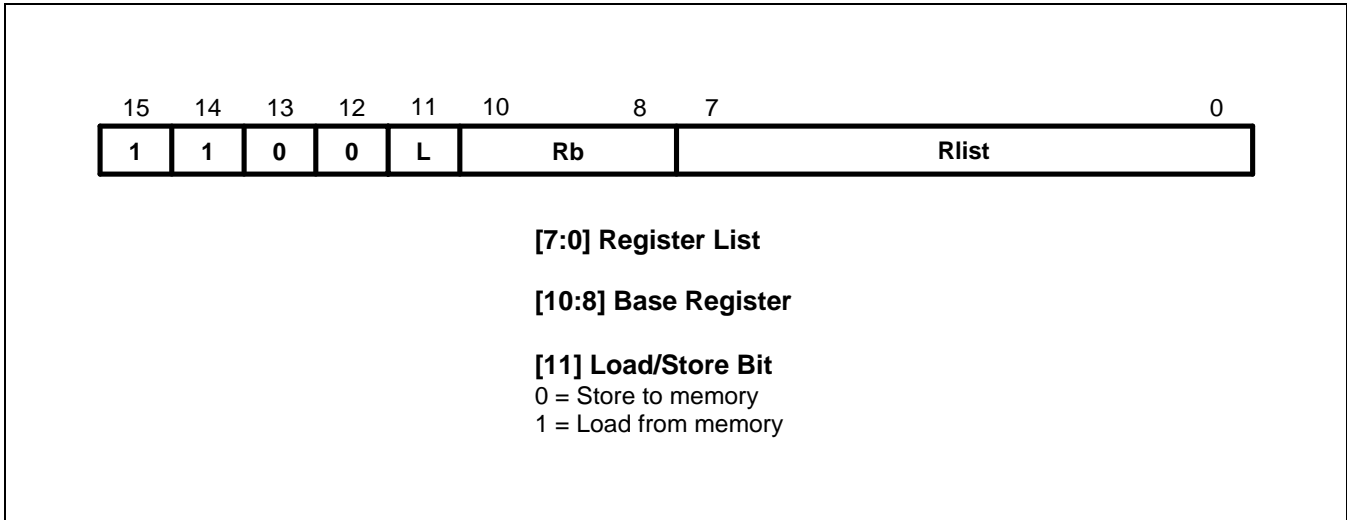 15 14 13 12 11 10 8 7 0
1 1 0 0 L Rb Rlist
[7:0] Register List
[10:8] Base Register
[11] Load/Store Bit
0 = Store to memory
1 = Load from memory